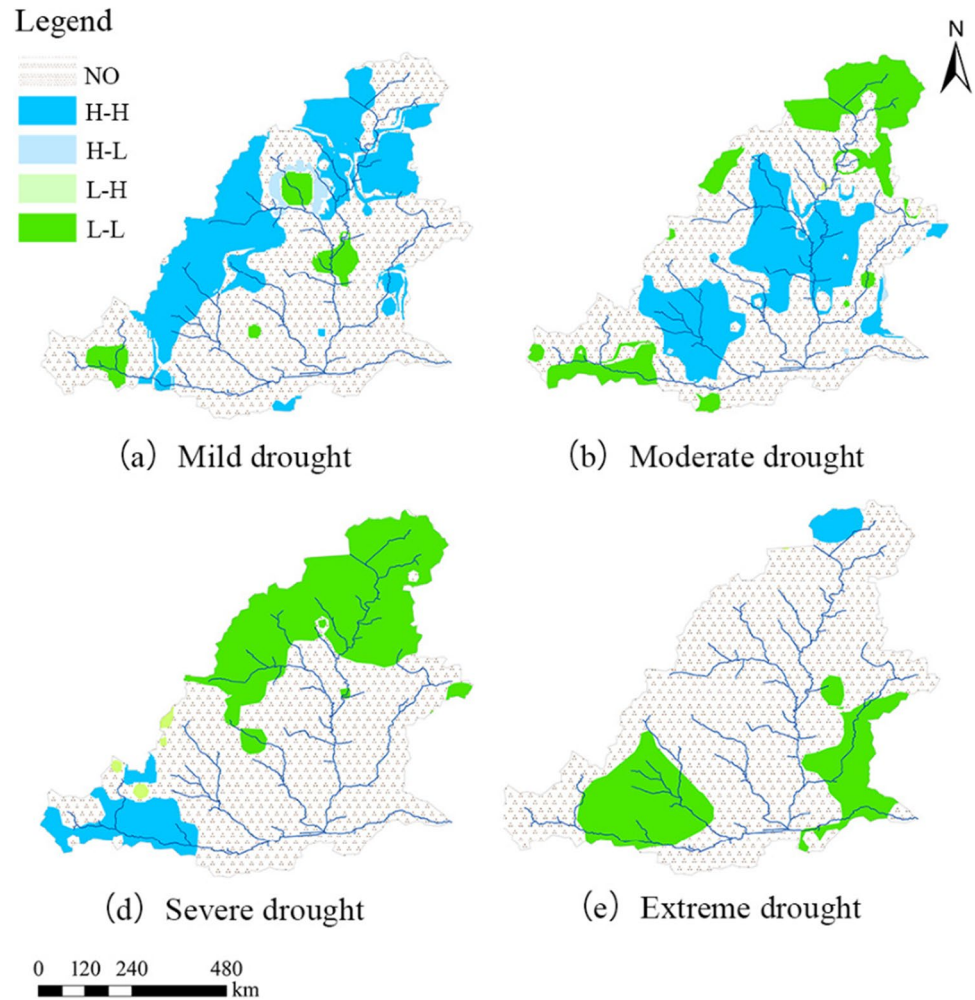 Legend
NO
H-H
H-L
L-H
L-L
N
(a) Mild drought
(b) Moderate drought
(d) Severe drought
(e) Extreme drought
0 120 240 480
km